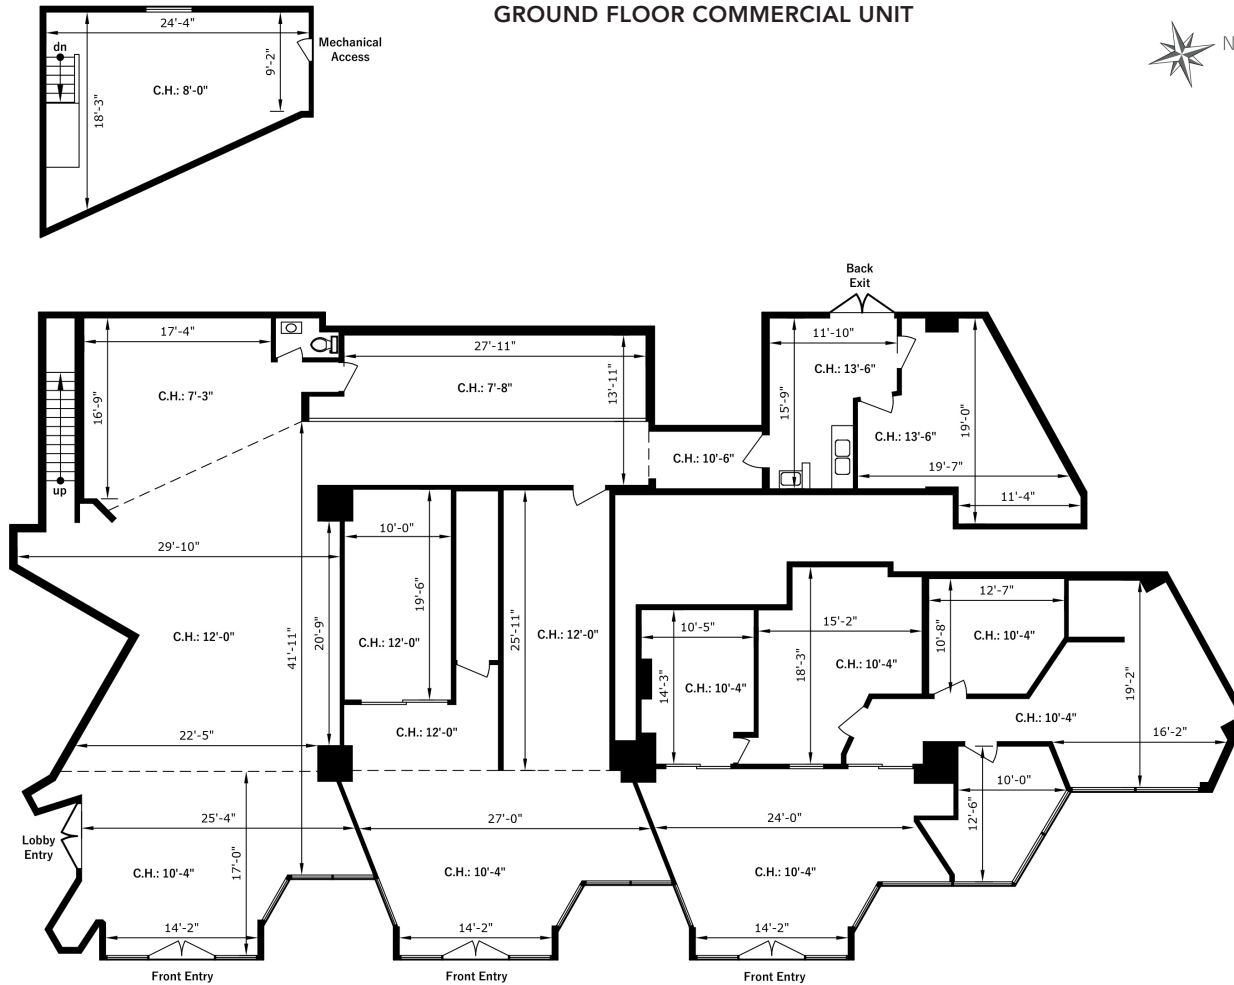 GROUND FLOOR COMMERCIAL UNIT
N
24'-4"
dn
Mechanical
Access
9'-2"
C.H.: 8'-0"
18'-3"
Back
Exit
17'-4"
27'-11"
11'-10"
C.H.: 7'-3"
C.H.: 7'-8"
13'-11"
C.H.: 13'-6"
16'-9"
15'-9"
19'-0"
C.H.: 13'-6"
C.H.: 10'-6"
19'-7"
up
11'-4"
10'-0"
29'-10"
19'-6"
12'-7"
C.H.: 12'-0"
41'-11"
20'-9"
C.H.: 12'-0"
25'-11"
C.H.: 12'-0"
10'-5"
15'-2"
10'-8"
C.H.: 10'-4"
18'-3"
C.H.: 10'-4"
14'-3"
C.H.: 10'-4"
19'-2"
C.H.: 10'-4"
22'-5"
C.H.: 12'-0"
16'-2"
10'-0"
12'-6"
25'-4"
27'-0"
24'-0"
Lobby
Entry
17'-0"
C.H.: 10'-4"
C.H.: 10'-4"
C.H.: 10'-4"
14'-2"
14'-2"
14'-2"
Front Entry
Front Entry
Front Entry